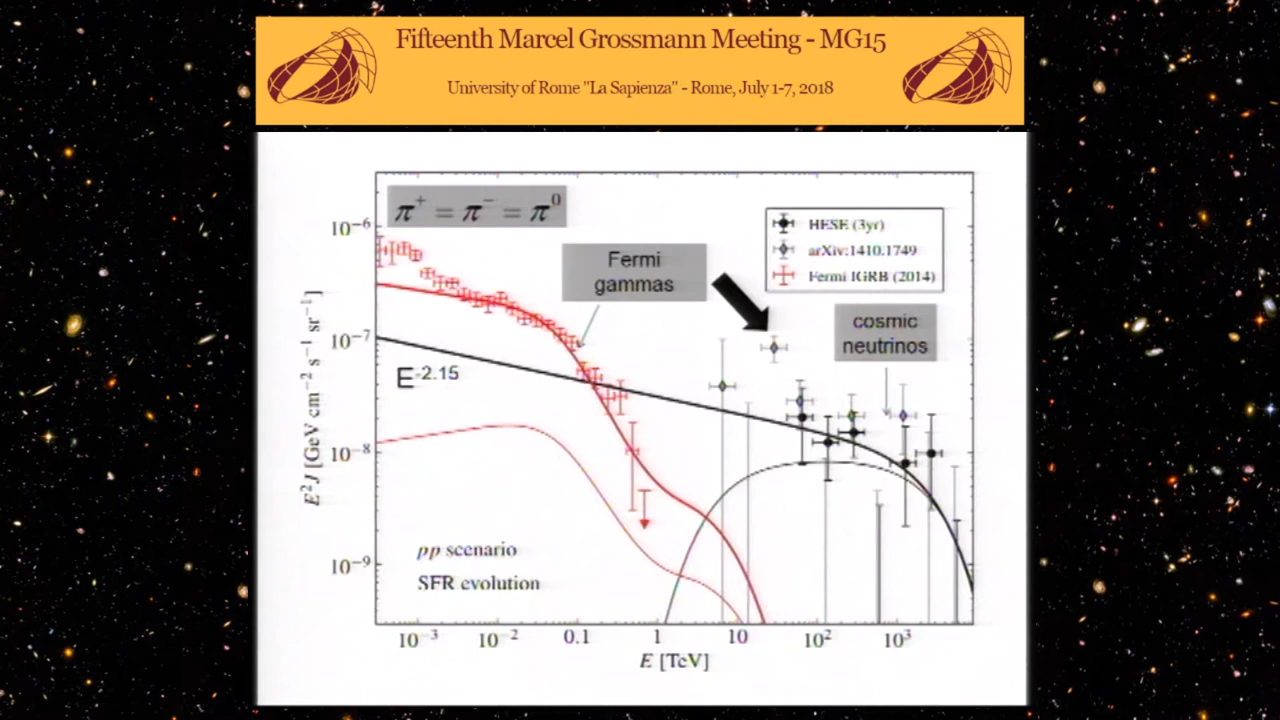 Fifteenth Marcel Grossmann Meeting - MG15
University of Rome "La Sapienza" - Rome, July 1-7, 2018
π⁺ = π⁻ = π⁰
HESE (3yr)
arXiv:1410.1749
Fermi IGRB (2014)
Fermi
gammas
cosmic
neutrinos
E⁻²·¹⁵
pp scenario
SFR evolution
E²J [GeV cm⁻² s⁻¹ sr⁻¹]
10⁻⁶
10⁻⁷
10⁻⁸
10⁻⁹
10⁻³ 10⁻² 0.1 1 10 10² 10³
E [TeV]